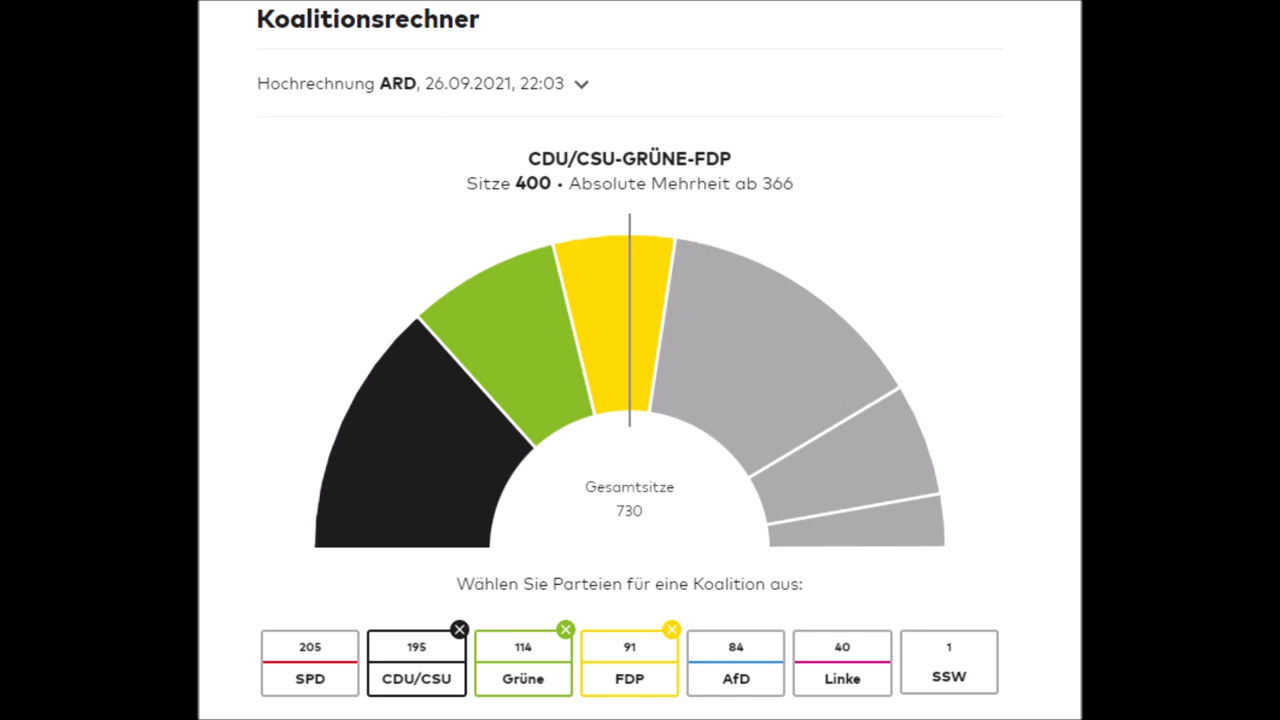 Koalitionsrechner
Hochrechnung ARD, 26.09.2021, 22:03
CDU/CSU-GRÜNE-FDP
Sitze 400 • Absolute Mehrheit ab 366
Gesamtsitze
730
Wählen Sie Parteien für eine Koalition aus:
205 195 114 91 84 40 1
SPD CDU/CSU Grüne FDP AfD Linke SSW